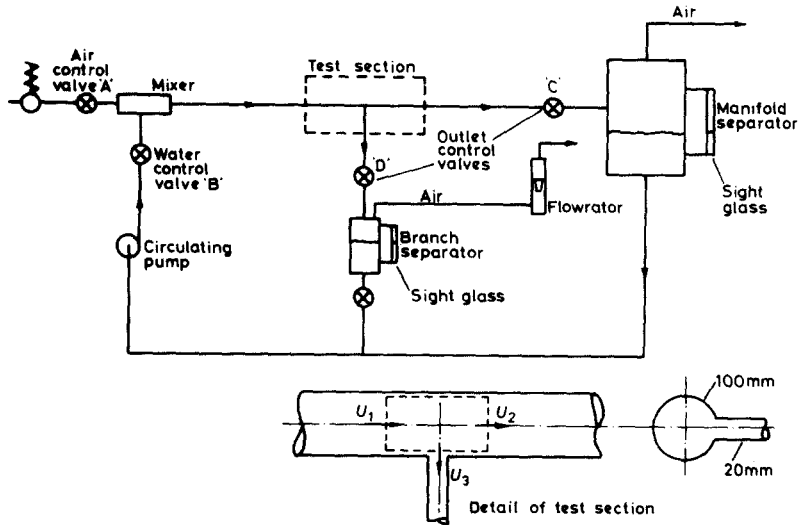 Air
Air
control
valve 'A'
Mixer
Test section
'C'
Manifold
separator
Water
control
valve 'B'
'D'
Outlet
control
valves
Air
Flowrator
Sight
glass
Circulating
pump
Branch
separator
Sight glass
U1
U2
U3
100mm
20mm
Detail of test section